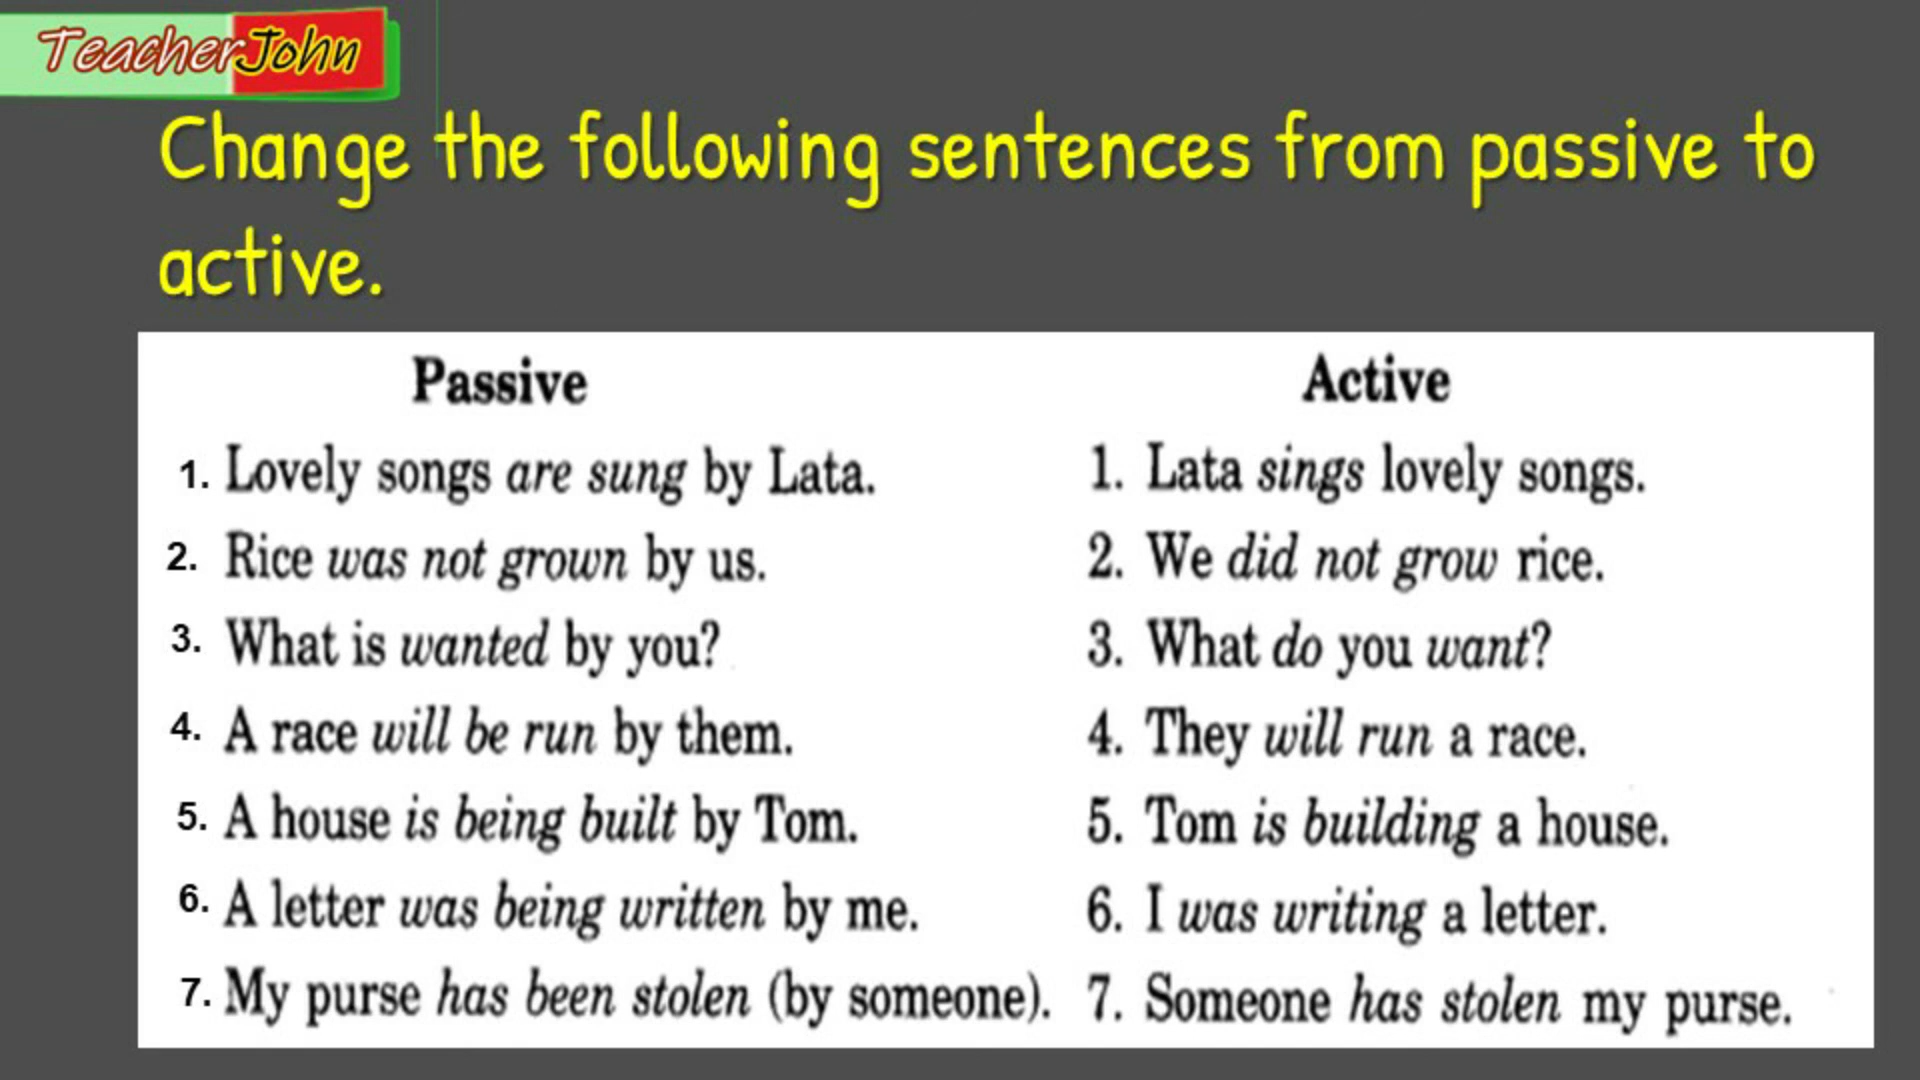 TeacherJohn
Change the following sentences from passive to
active.
Passive Active
1. Lovely songs are sung by Lata. 1. Lata sings lovely songs.
2. Rice was not grown by us. 2. We did not grow rice.
3. What is wanted by you? 3. What do you want?
4. A race will be run by them. 4. They will run a race.
5. A house is being built by Tom. 5. Tom is building a house.
6. A letter was being written by me. 6. I was writing a letter.
7. My purse has been stolen (by someone). 7. Someone has stolen my purse.